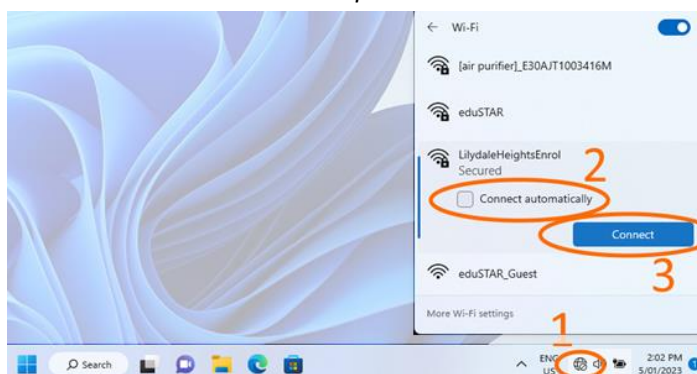 ← Wi-Fi
[air purifier]_E30AJT1003416M
eduSTAR
LilydaleHeightsEnrol
Secured
2
Connect automatically
Connect
3
eduSTAR_Guest
More Wi-Fi settings
1
Search
ENG
US
2:02 PM
5/01/2023